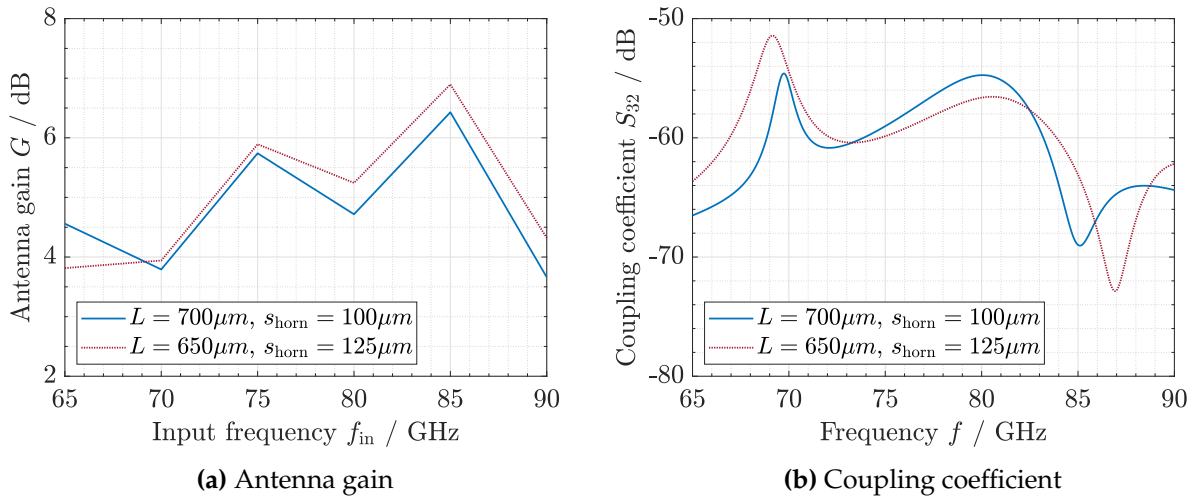 8
6
4
2
Antenna gain G / dB
L = 700μm, s_horn = 100μm
L = 650μm, s_horn = 125μm
65 70 75 80 85 90
Input frequency f_in / GHz
(a) Antenna gain
-50
-60
-70
-80
Coupling coefficient S_32 / dB
L = 700μm, s_horn = 100μm
L = 650μm, s_horn = 125μm
65 70 75 80 85 90
Frequency f / GHz
(b) Coupling coefficient